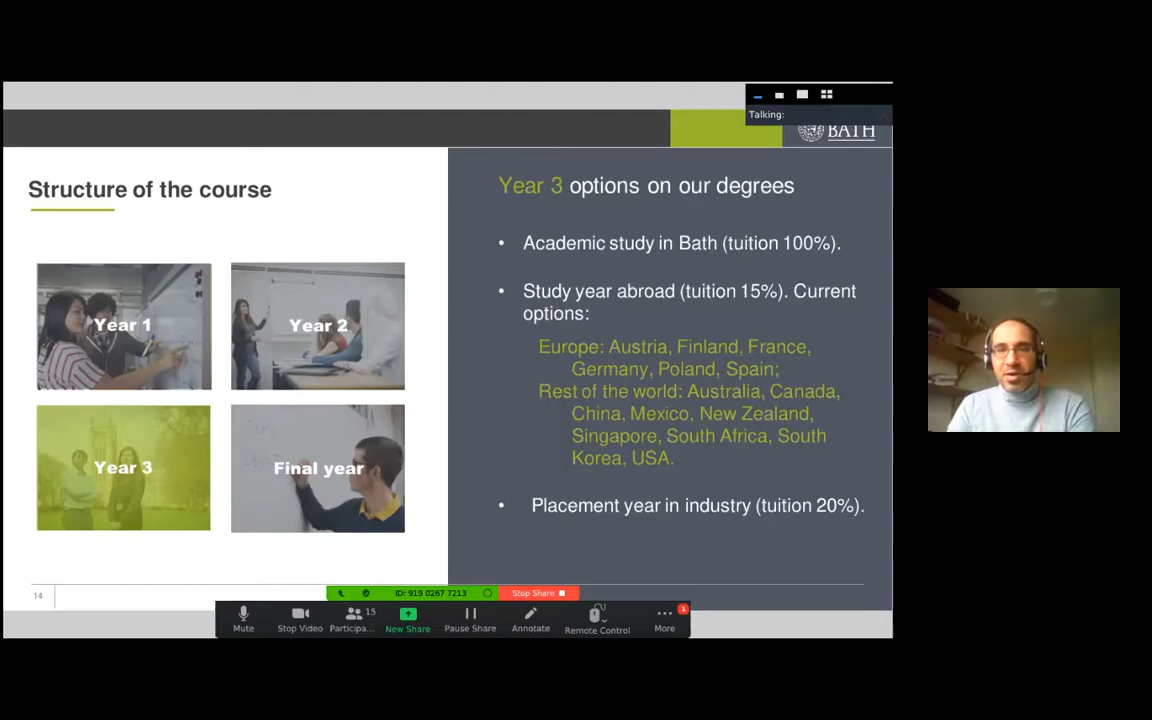 Talking:
BATH
Structure of the course
Year 3 options on our degrees
• Academic study in Bath (tuition 100%).
• Study year abroad (tuition 15%). Current
options:
Europe: Austria, Finland, France,
Germany, Poland, Spain;
Rest of the world: Australia, Canada,
China, Mexico, New Zealand,
Singapore, South Africa, South
Korea, USA.
• Placement year in industry (tuition 20%).
Year 1
Year 2
Year 3
Final year
14
ID: 919 0267 7213
Stop Share
15
1
Mute
Stop Video
Participa...
New Share
Pause Share
Annotate
Remote Control
More